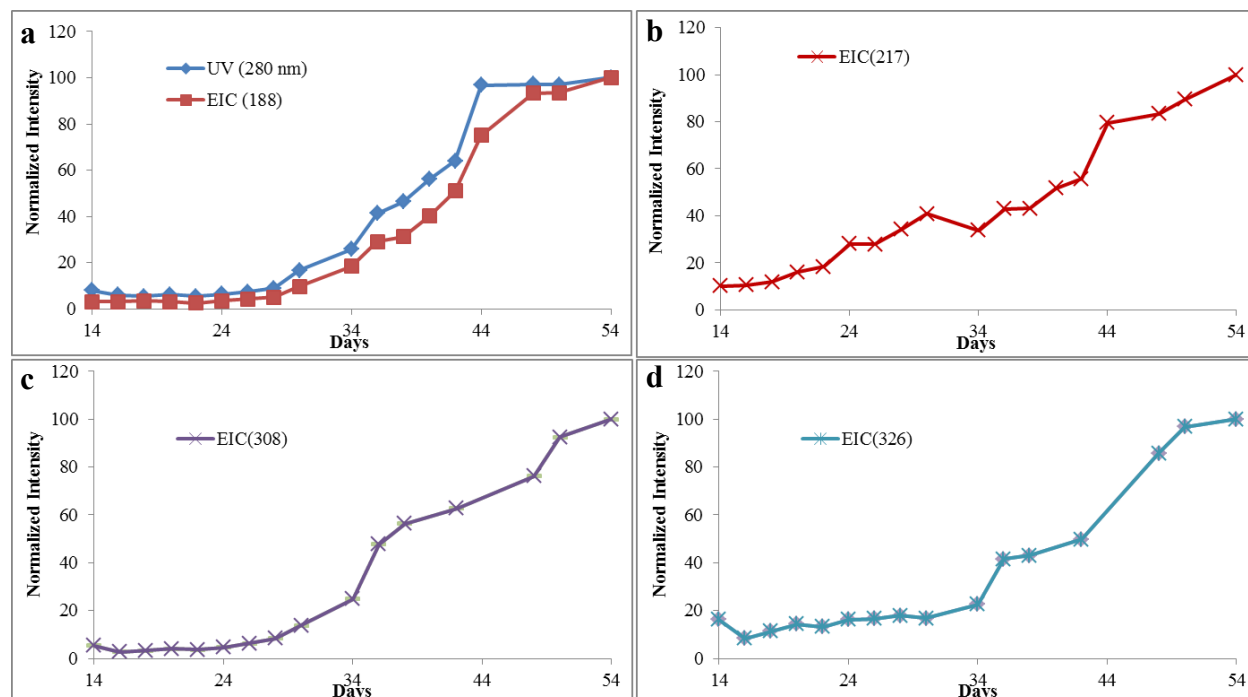 a
120
100
80
60
40
20
0
Normalized Intensity
UV (280 nm)
EIC (188)
14 24 34 44 54
Days
b
120
100
80
60
40
20
0
Normalized Intensity
EIC(217)
14 24 34 44 54
Days
c
120
100
80
60
40
20
0
Normalized Intensity
EIC(308)
14 24 34 44 54
Days
d
120
100
80
60
40
20
0
Normalized Intensity
EIC(326)
14 24 34 44 54
Days